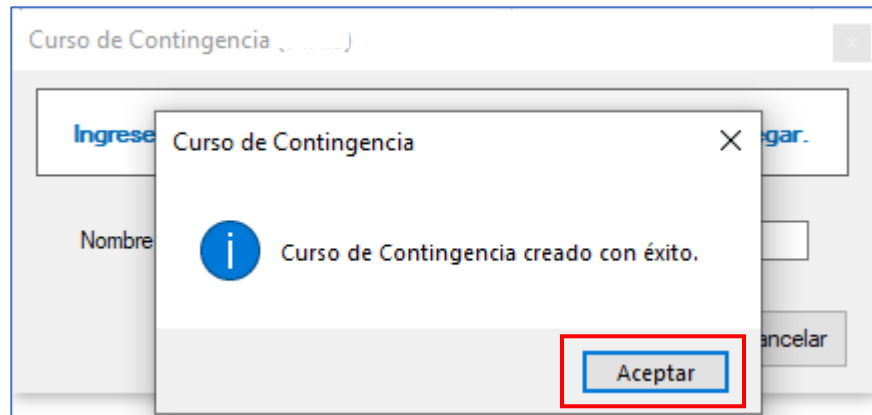 Curso de Contingencia
x
Ingrese
Curso de Contingencia
egar.
Nombre
Curso de Contingencia creado con éxito.
ancelar
Aceptar